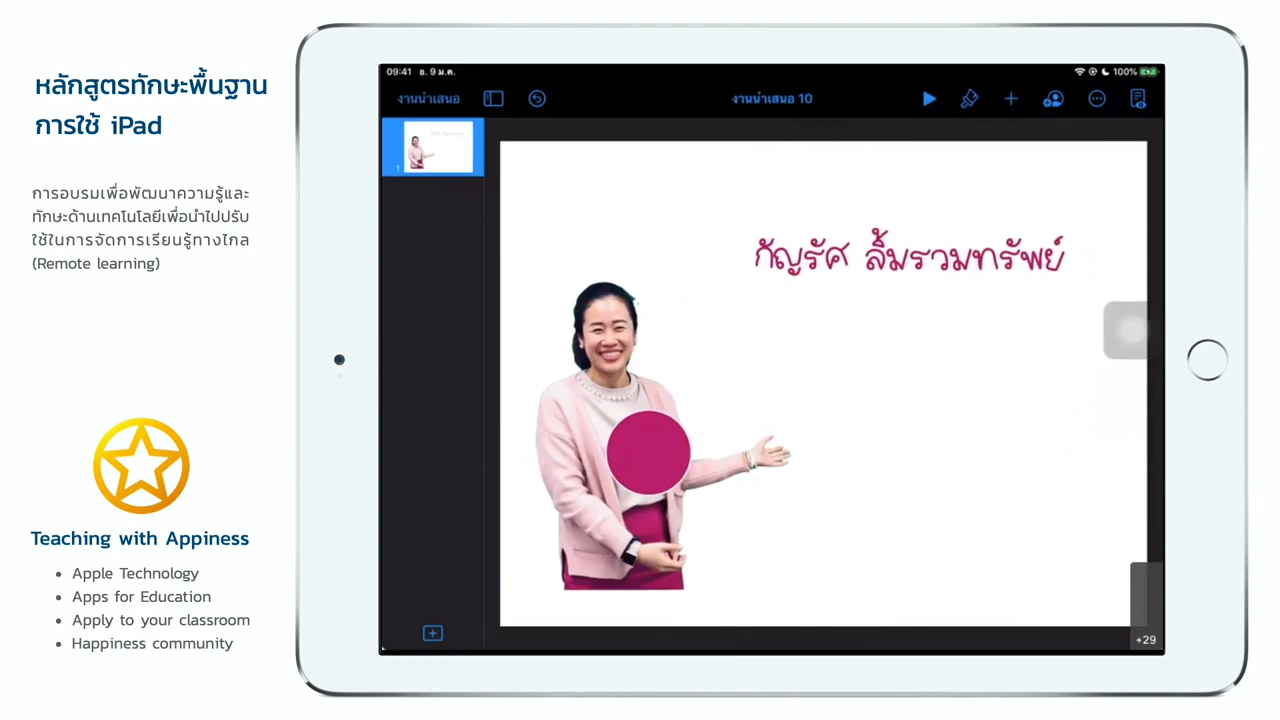 หลักสูตรทักษะพื้นฐาน
การใช้ iPad
การอบรมเพื่อพัฒนาความรู้และ
ทักษะด้านเทคโนโลยีเพื่อนำไปปรับ
ใช้ในการจัดการเรียนรู้ทางไกล
(Remote learning)
Teaching with Appiness
• Apple Technology
• Apps for Education
• Apply to your classroom
• Happiness community
09:41 อ. 9 ม.ค.
100%
งานนำเสนอ
งานนำเสนอ 10
1
กัญรัศ ลิ้มรวมทรัพย์
+29